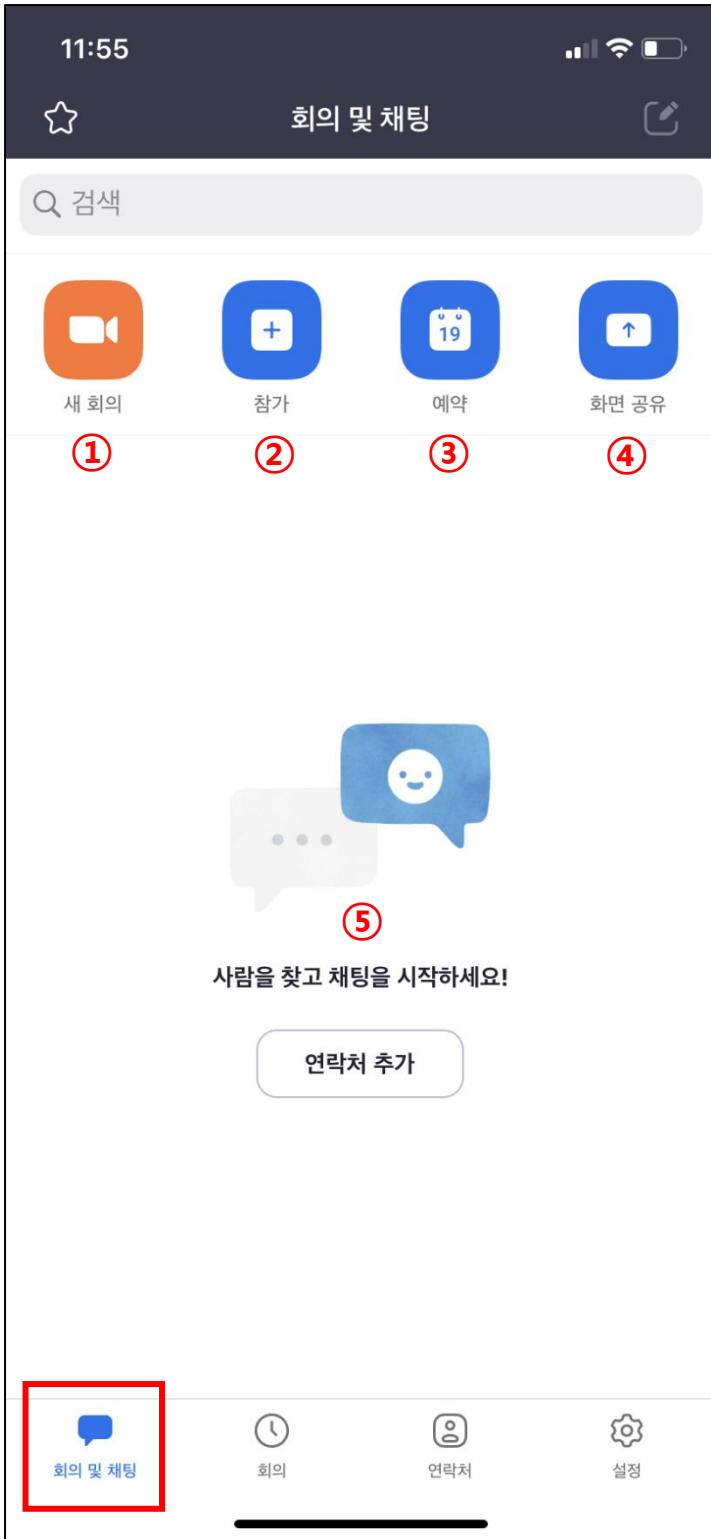 11:55
회의 및 채팅
검색
19
새 회의 참가 예약 화면 공유
① ② ③ ④
⑤
사람을 찾고 채팅을 시작하세요!
연락처 추가
회의 및 채팅 회의 연락처 설정